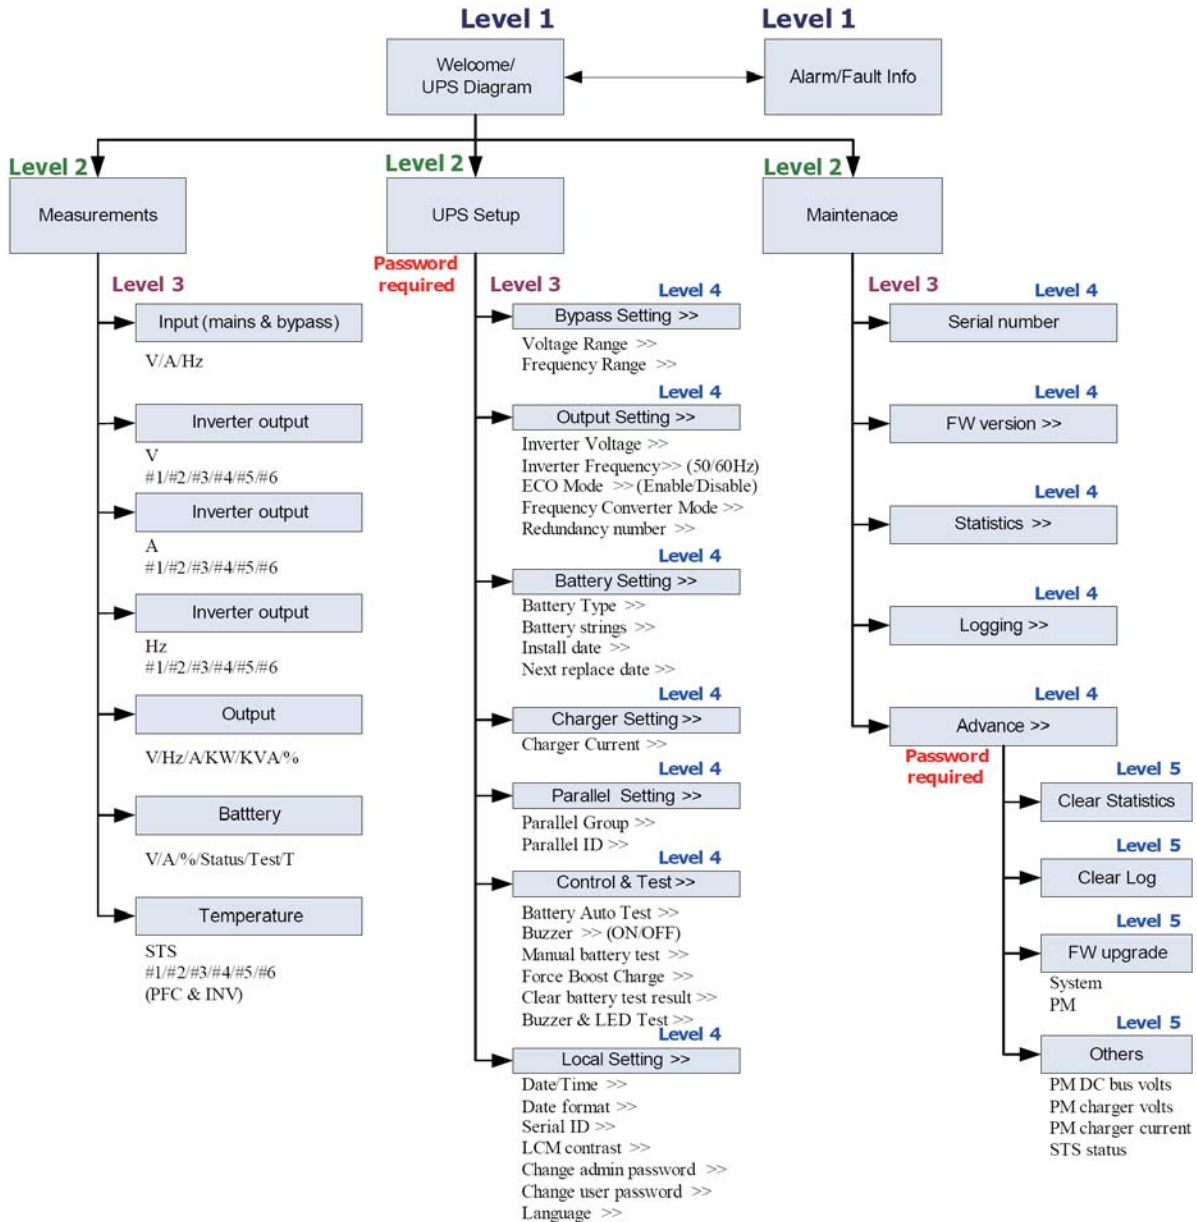 Level 1
Welcome/
UPS Diagram
Level 1
Alarm/Fault Info
Level 2
Measurements
Level 3
Input (mains & bypass)
V/A/Hz
Inverter output
V
#1/#2/#3/#4/#5/#6
Inverter output
A
#1/#2/#3/#4/#5/#6
Inverter output
Hz
#1/#2/#3/#4/#5/#6
Output
V/Hz/A/KW/KVA/%
Batttery
V/A/%/Status/Test/T
Temperature
STS
#1/#2/#3/#4/#5/#6
(PFC & INV)
Level 2
UPS Setup
Password
required
Level 3
Level 4
Bypass Setting >>
Voltage Range >>
Frequency Range >>
Level 4
Output Setting >>
Inverter Voltage >>
Inverter Frequency>> (50/60Hz)
ECO Mode >> (Enable/Disable)
Frequency Converter Mode >>
Redundancy number >>
Level 4
Battery Setting >>
Battery Type >>
Battery strings >>
Install date >>
Next replace date >>
Level 4
Charger Setting >>
Charger Current >>
Level 4
Parallel Setting >>
Parallel Group >>
Parallel ID >>
Level 4
Control & Test>>
Battery Auto Test >>
Buzzer >> (ON/OFF)
Manual battery test >>
Force Boost Charge >>
Clear battery test result >>
Buzzer & LED Test >>
Level 4
Local Setting >>
Date/Time >>
Date format >>
Serial ID >>
LCM contrast >>
Change admin password >>
Change user password >>
Language >>
Level 2
Maintenace
Level 3
Level 4
Serial number
Level 4
FW version >>
Level 4
Statistics >>
Level 4
Logging >>
Level 4
Advance >>
Password
required
Level 5
Clear Statistics
Level 5
Clear Log
Level 5
FW upgrade
System
PM
Level 5
Others
PM DC bus volts
PM charger volts
PM charger current
STS status